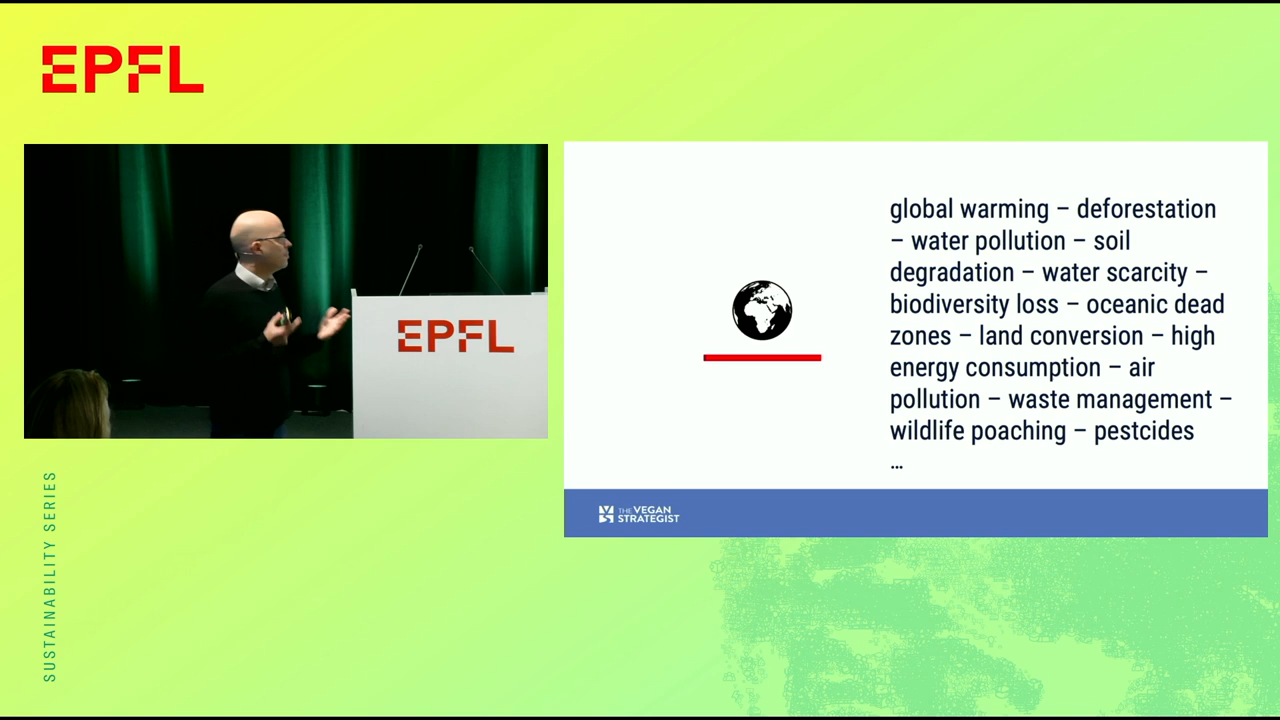 EPFL
EPFL
global warming – deforestation
– water pollution – soil
degradation – water scarcity –
biodiversity loss – oceanic dead
zones – land conversion – high
energy consumption – air
pollution – waste management –
wildlife poaching – pestcides
...
THE VEGAN
STRATEGIST
SUSTAINABILITY SERIES